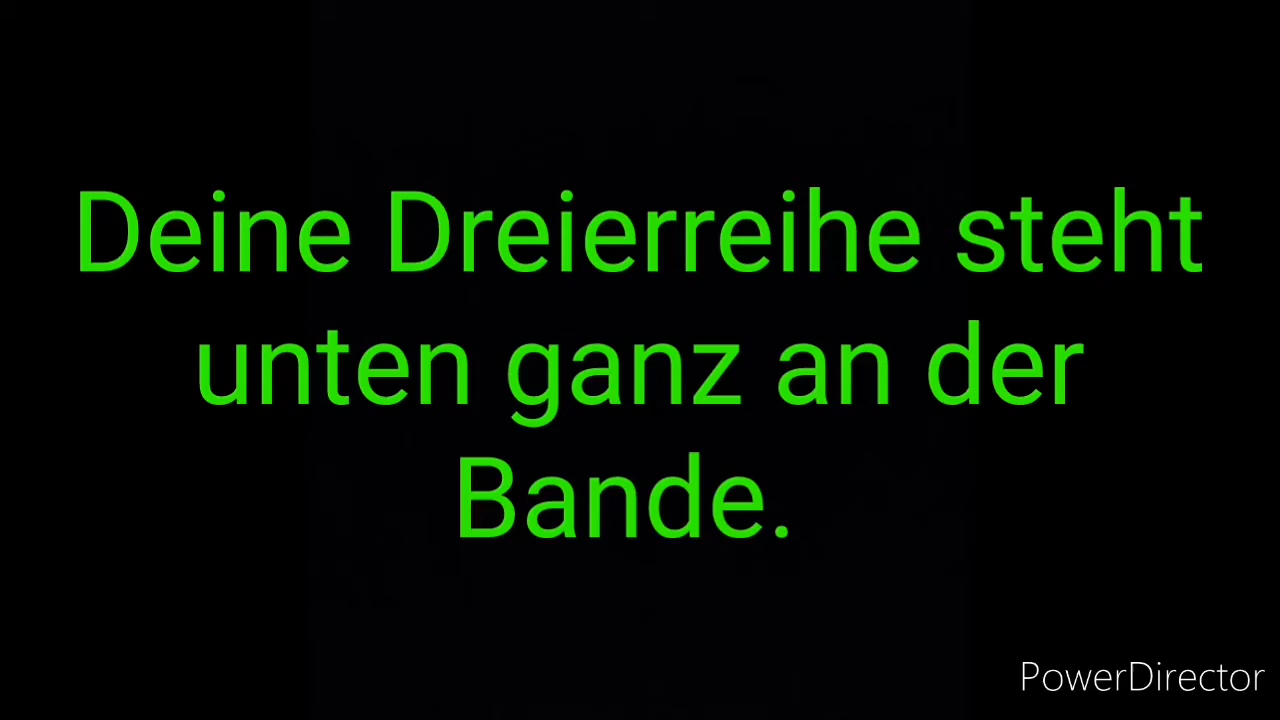 Deine Dreierreihe steht
unten ganz an der
Bande.
PowerDirector